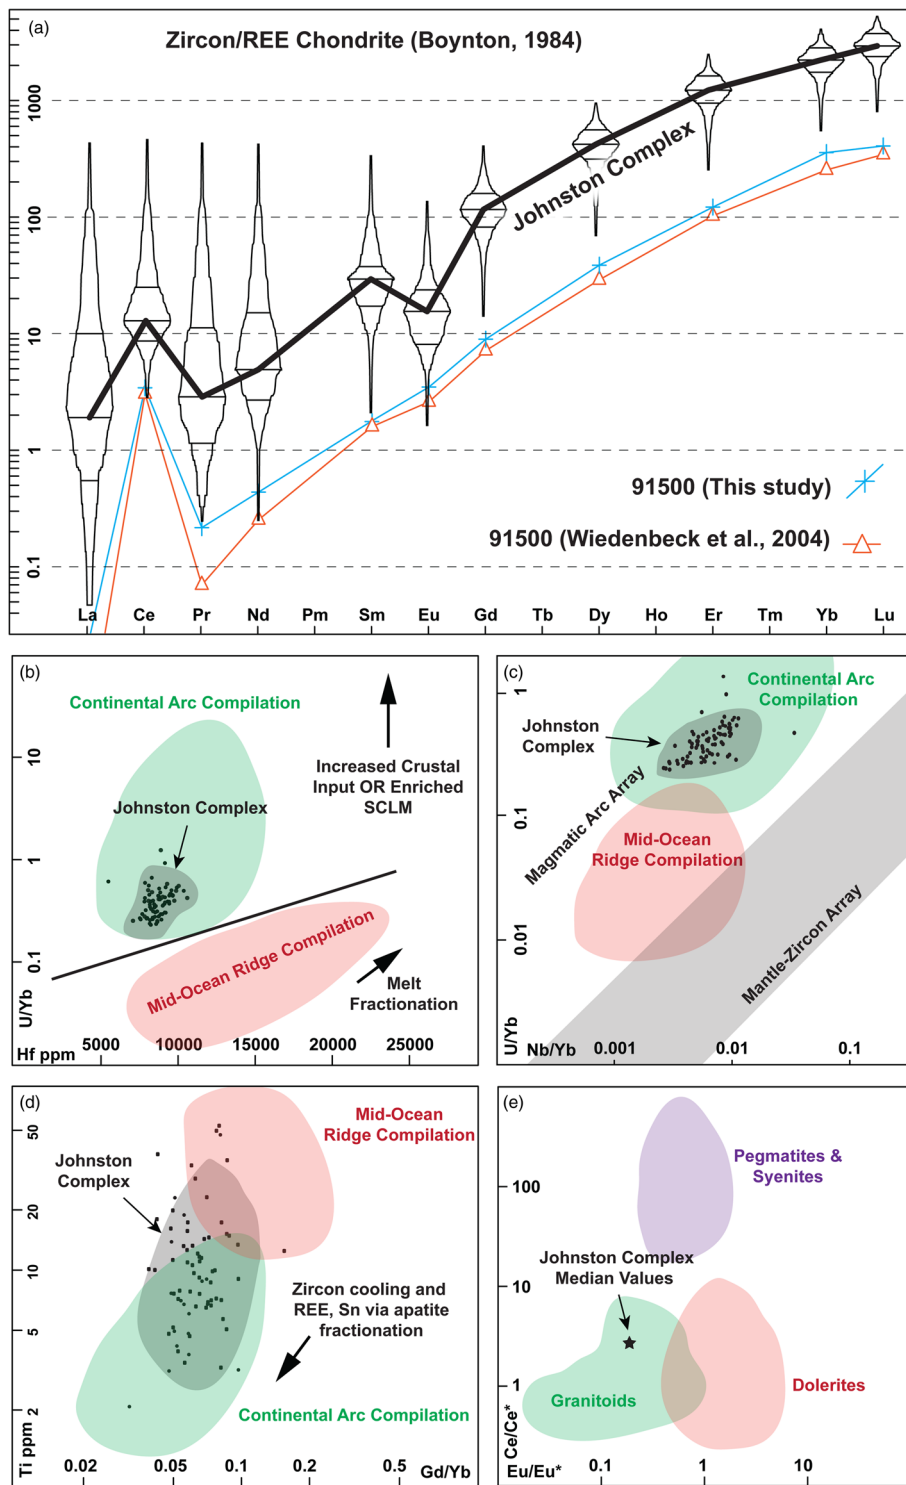 (a)
Zircon/REE Chondrite (Boynton, 1984)
1000
100
10
1
0.1
Johnston Complex
91500 (This study)
91500 (Wiedenbeck et al., 2004)
La Ce Pr Nd Pm Sm Eu Gd Tb Dy Ho Er Tm Yb Lu
(b)
Continental Arc Compilation
Increased Crustal
Input OR Enriched
SCLM
Johnston Complex
Mid-Ocean Ridge Compilation
Melt
Fractionation
10
1
0.1
U/Yb
Hf ppm
5000 10000 15000 20000 25000
(c)
Continental Arc
Compilation
Johnston
Complex
Magmatic Arc Array
Mid-Ocean
Ridge Compilation
Mantle-Zircon Array
1
0.1
0.01
U/Yb
Nb/Yb
0.001 0.01 0.1
(d)
Mid-Ocean
Ridge Compilation
Johnston
Complex
Zircon cooling and
REE, Sn via apatite
fractionation
Continental Arc Compilation
50
20
10
5
2
Ti ppm
0.02 0.05 0.1 0.2 0.5
Gd/Yb
(e)
Pegmatites &
Syenites
Johnston Complex
Median Values
Granitoids
Dolerites
100
10
1
Ce/Ce*
Eu/Eu*
0.1 1 10